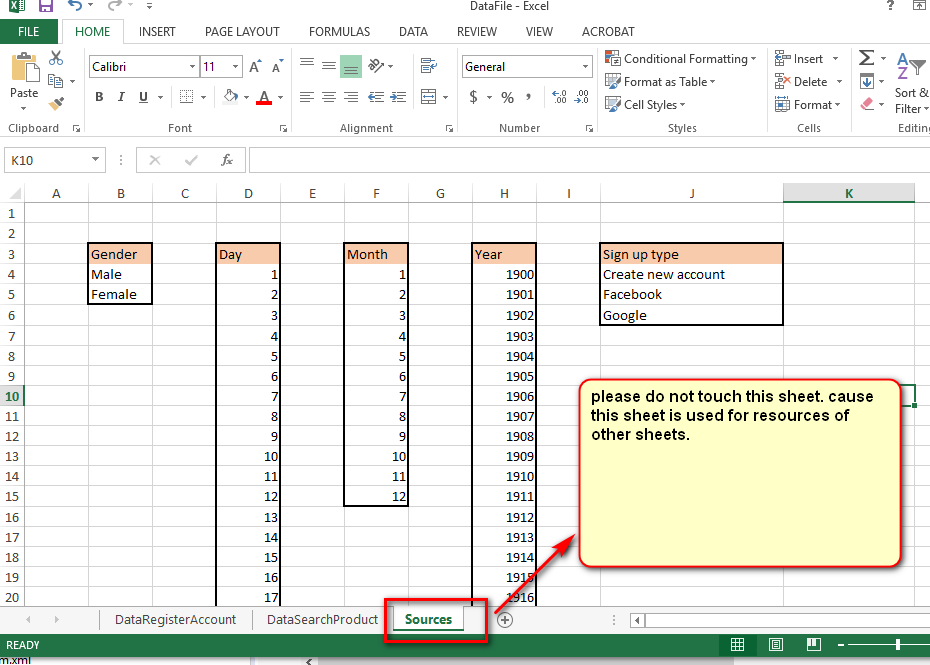 DataFile - Excel
?
FILE HOME INSERT PAGE LAYOUT FORMULAS DATA REVIEW VIEW ACROBAT
Calibri 11 A A General Conditional Formatting Insert Σ A Z
Paste B I U A $ % , .00 Format as Table Delete Sort &
Cell Styles Format Filter
Clipboard Font Alignment Number Styles Cells Editin
K10 fx
A B C D E F G H I J K
1
2
3 Gender Day Month Year Sign up type
4 Male 1 1 1900 Create new account
5 Female 2 2 1901 Facebook
6 3 3 1902 Google
7 4 4 1903
8 5 5 1904
9 6 6 1905
10 7 7 1906
11 8 8 1907
12 9 9 1908
13 10 10 1909
14 11 11 1910
15 12 12 1911
16 13 1912
17 14 1913
18 15 1914
19 16 1915
20 17 1916
please do not touch this sheet. cause
this sheet is used for resources of
other sheets.
DataRegisterAccount DataSearchProduct Sources
READY
m.xml